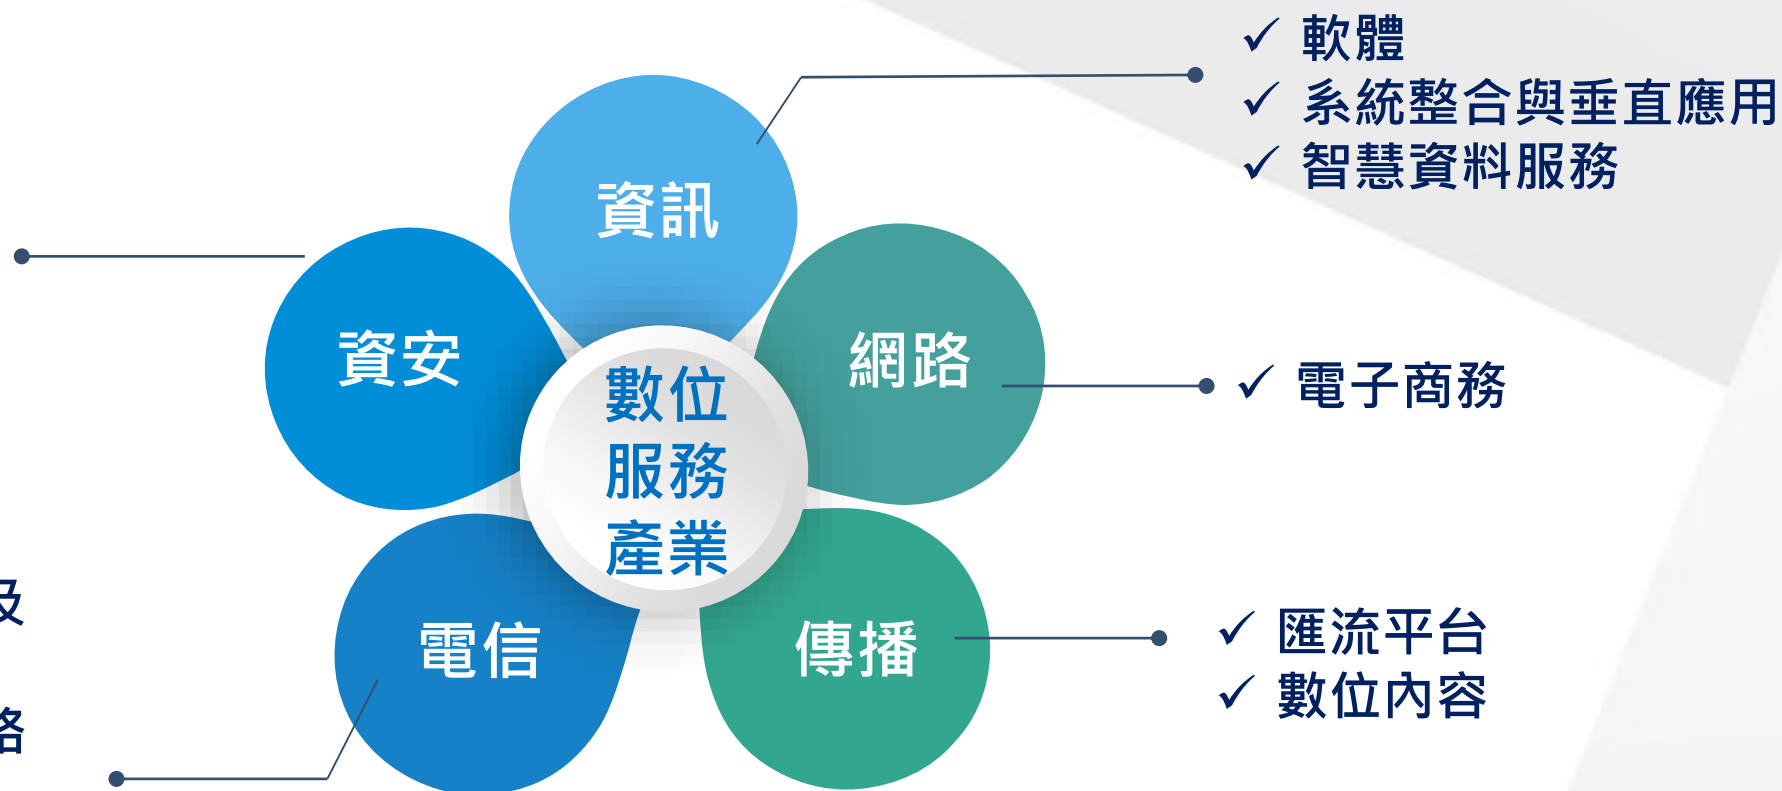 ✓ 軟體
✓ 系統整合與垂直應用
✓ 智慧資料服務
資訊
資安
網路
✓ 電子商務
數位
服務
產業
及
電信
傳播
✓ 匯流平台
✓ 數位內容